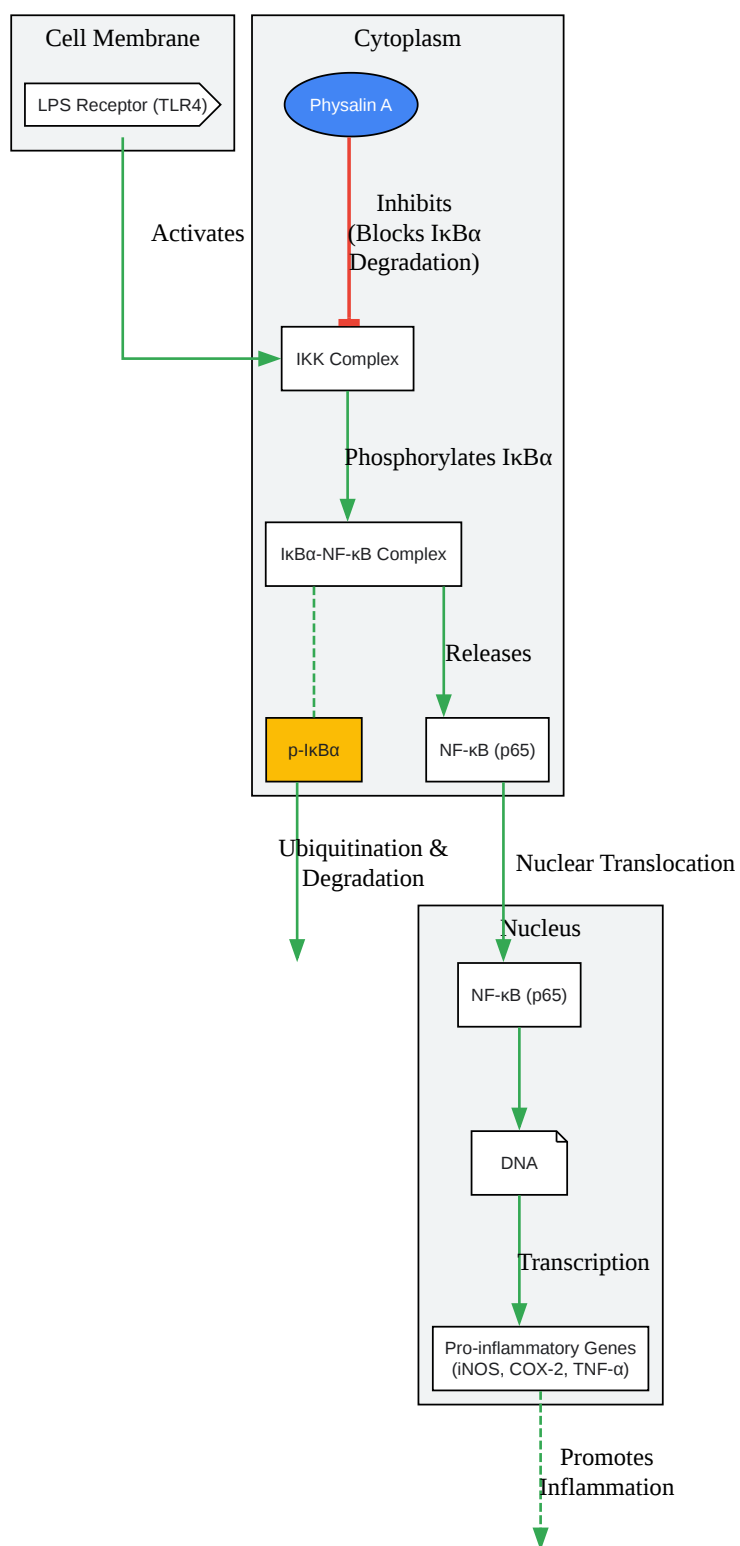 Cell Membrane
Cytoplasm
LPS Receptor (TLR4)
Physalin A
Activates
Inhibits
(Blocks IκBα
Degradation)
IKK Complex
Phosphorylates IκBα
IκBα-NF-κB Complex
Releases
p-IκBα
NF-κB (p65)
Ubiquitination &
Degradation
Nuclear Translocation
Nucleus
NF-κB (p65)
DNA
Transcription
Pro-inflammatory Genes
(iNOS, COX-2, TNF-α)
Promotes
Inflammation